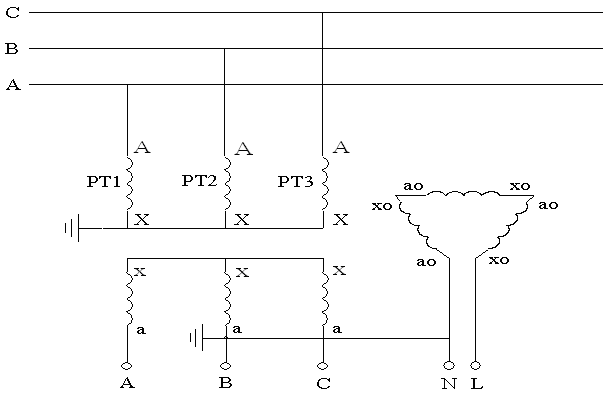 C
B
A
A A A
PT1 PT2 PT3
X X X
ao xo
xo ao
ao xo
x x x
a a a
A B C N L